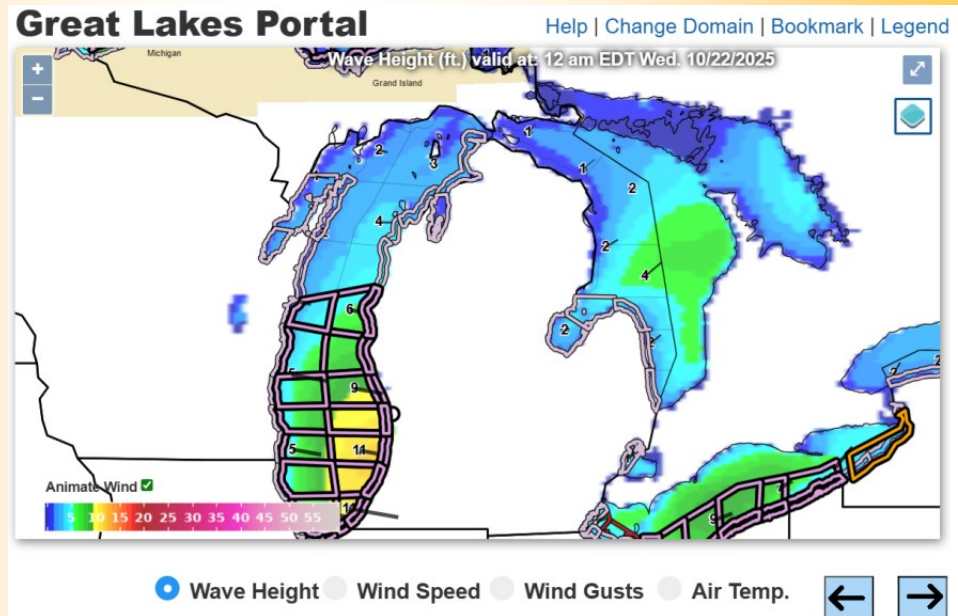 Great Lakes Portal
Help | Change Domain | Bookmark | Legend
+
−
Michigan
Grand Island
Wave Height (ft.) valid at: 12 am EDT Wed. 10/22/2025
2
3
1
1
2
4
2
4
6
2
9
5
11
9
2
Animate Wind
5 10 15 20 25 30 35 40 45 50 55
Wave Height Wind Speed Wind Gusts Air Temp.
← →